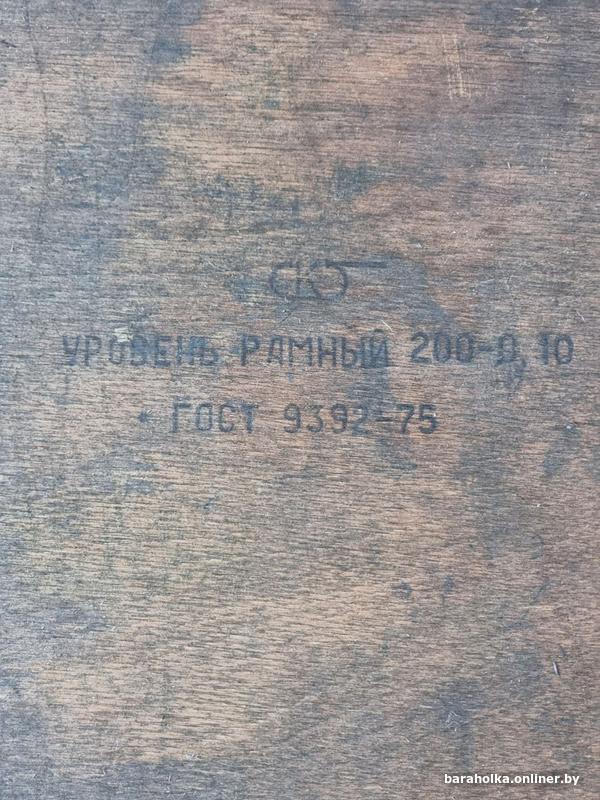 УРОВЕНЬ РАМНЫЙ 200-0,10
ГОСТ 9392-75
baraholka.onliner.by